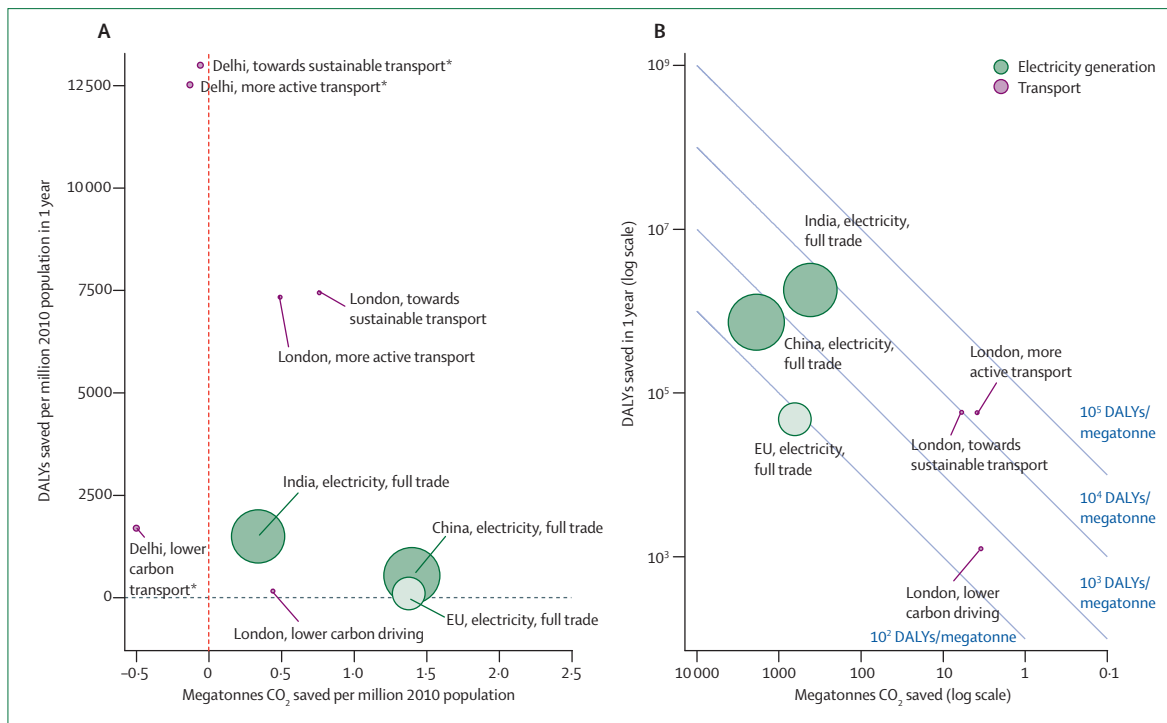 A
DALYs saved per million 2010 population in 1 year
12500
10000
7500
5000
2500
0
Delhi, towards sustainable transport*
Delhi, more active transport*
London, towards
sustainable transport
London, more active transport
India, electricity, full trade
China, electricity, full trade
Delhi, lower
carbon
transport*
EU, electricity, full trade
London, lower carbon driving
–0·5
0
0·5
1·0
1·5
2·0
2·5
Megatonnes CO₂ saved per million 2010 population
B
Electricity generation
Transport
DALYs saved in 1 year (log scale)
10⁹
10⁷
10⁵
10³
India, electricity,
full trade
China, electricity,
full trade
London, more
active transport
10⁵ DALYs/
megatonne
EU, electricity,
full trade
London, towards
sustainable transport
10⁴ DALYs/
megatonne
10³ DALYs/
megatonne
London, lower
carbon driving
10² DALYs/megatonne
10 000
1000
100
10
1
0·1
Megatonnes CO₂ saved (log scale)